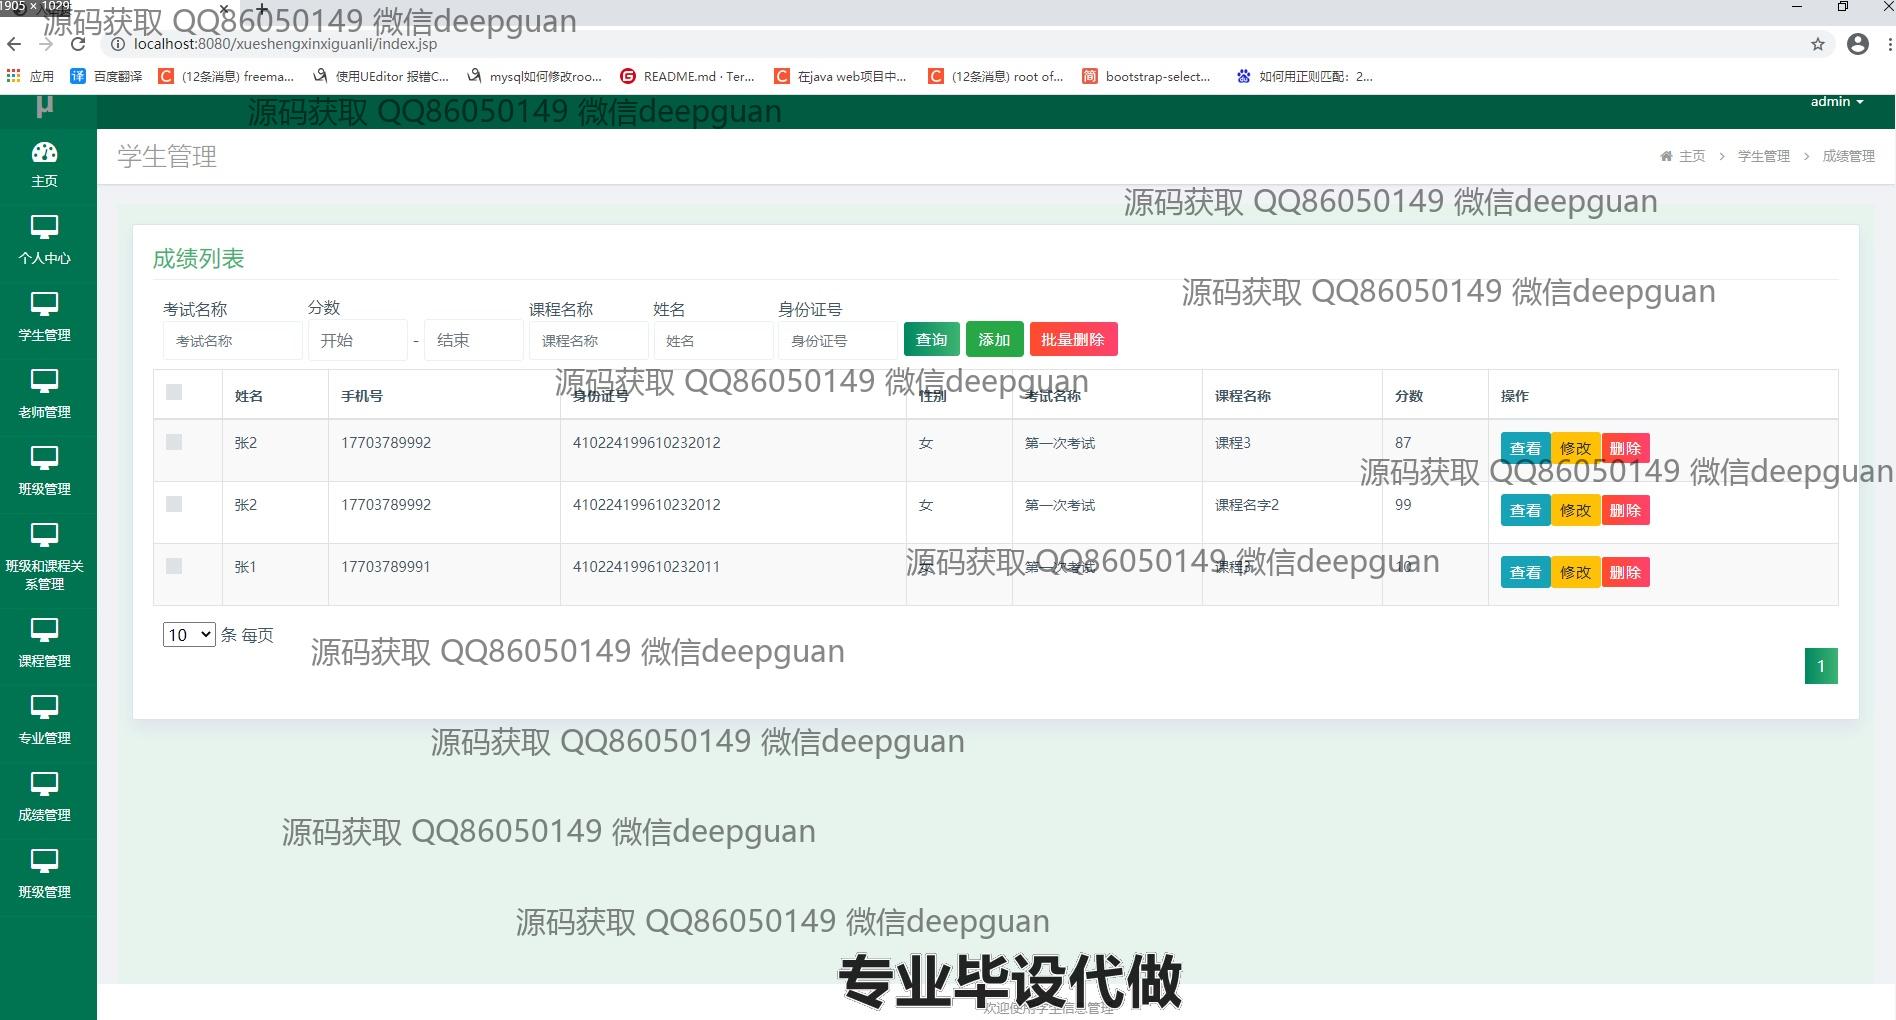 1905 × 1029
源码获取 QQ86050149 微信deepguan
localhost:8080/xueshengxinxiguanli/index.jsp
应用 百度翻译 (12条消息) freema... 使用UEditor 报错C... mysql如何修改roo... README.md · Ter... 在java web项目中... (12条消息) root of... bootstrap-select... 如何用正则匹配：2...
μ 源码获取 QQ86050149 微信deepguan admin
学生管理 主页 > 学生管理 > 成绩管理
源码获取 QQ86050149 微信deepguan
主页
个人中心
学生管理
老师管理
班级管理
班级和课程关
系管理
课程管理
专业管理
成绩管理
班级管理
成绩列表
源码获取 QQ86050149 微信deepguan
考试名称 分数 课程名称 姓名 身份证号
考试名称 开始 - 结束 课程名称 姓名 身份证号 查询 添加 批量删除
源码获取 QQ86050149 微信deepguan
姓名 手机号 身份证号 性别 考试名称 课程名称 分数 操作
张2 17703789992 410224199610232012 女 第一次考试 课程3 87 查看 修改 删除
源码获取 QQ86050149 微信deepguan
张2 17703789992 410224199610232012 女 第一次考试 课程名字2 99 查看 修改 删除
源码获取 QQ86050149 微信deepguan
张1 17703789991 410224199610232011 女 第一次考试 课程3 10 查看 修改 删除
10 条 每页
源码获取 QQ86050149 微信deepguan
1
源码获取 QQ86050149 微信deepguan
源码获取 QQ86050149 微信deepguan
源码获取 QQ86050149 微信deepguan
专业毕设代做
欢迎使用学生信息管理